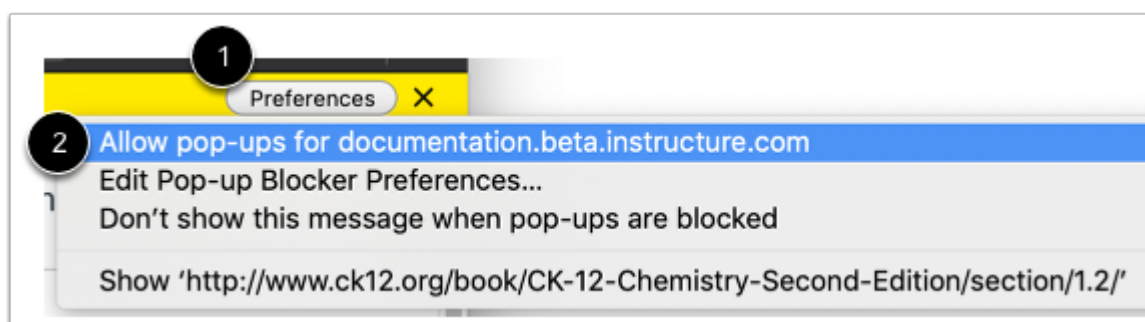 1
Preferences ×
2 Allow pop-ups for documentation.beta.instructure.com
Edit Pop-up Blocker Preferences...
Don’t show this message when pop-ups are blocked
Show ‘http://www.ck12.org/book/CK-12-Chemistry-Second-Edition/section/1.2/’